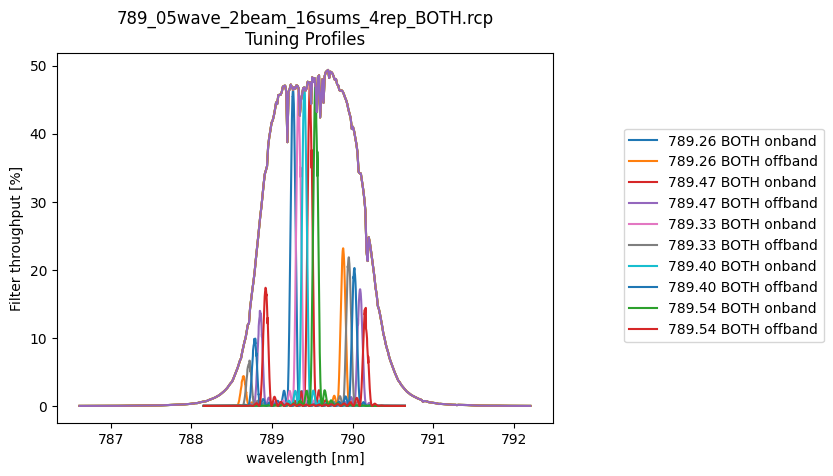 789_05wave_2beam_16sums_4rep_BOTH.rcp
Tuning Profiles
50
40
30
20
10
0
Filter throughput [%]
787
788
789
790
791
792
wavelength [nm]
789.26 BOTH onband
789.26 BOTH offband
789.47 BOTH onband
789.47 BOTH offband
789.33 BOTH onband
789.33 BOTH offband
789.40 BOTH onband
789.40 BOTH offband
789.54 BOTH onband
789.54 BOTH offband